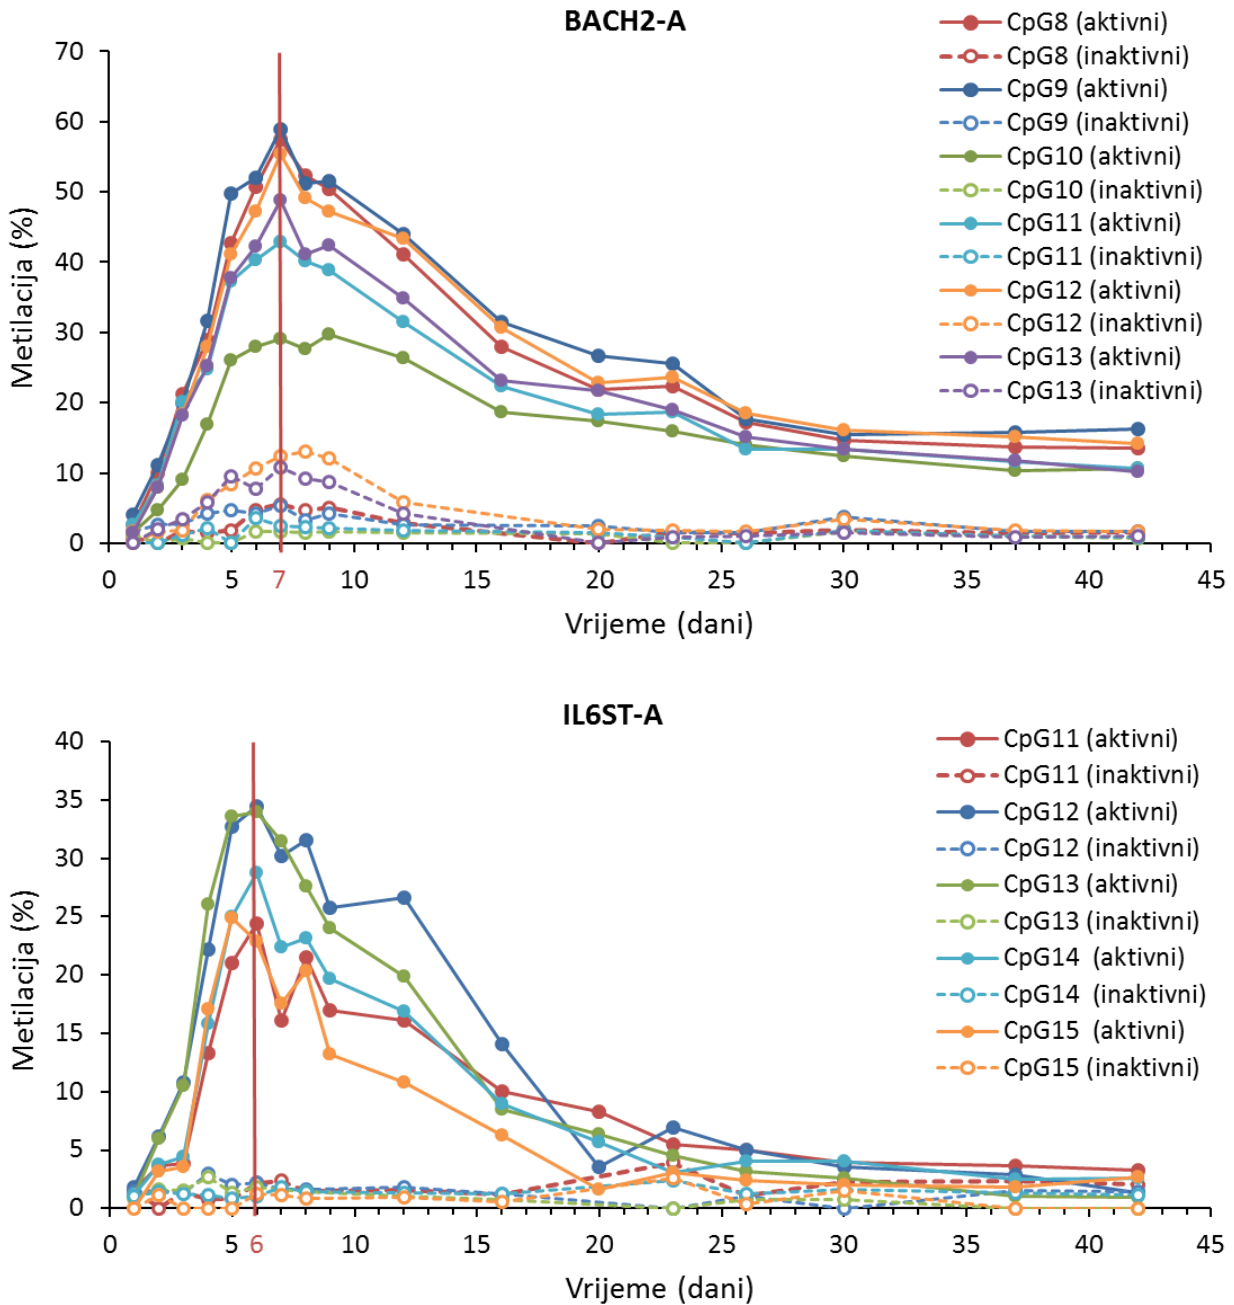 BACH2-A
Metilacija (%)
70
60
50
40
30
20
10
0
0 5 7 10 15 20 25 30 35 40 45
Vrijeme (dani)
CpG8 (aktivni)
CpG8 (inaktivni)
CpG9 (aktivni)
CpG9 (inaktivni)
CpG10 (aktivni)
CpG10 (inaktivni)
CpG11 (aktivni)
CpG11 (inaktivni)
CpG12 (aktivni)
CpG12 (inaktivni)
CpG13 (aktivni)
CpG13 (inaktivni)
IL6ST-A
Metilacija (%)
40
35
30
25
20
15
10
5
0
0 5 6 10 15 20 25 30 35 40 45
Vrijeme (dani)
CpG11 (aktivni)
CpG11 (inaktivni)
CpG12 (aktivni)
CpG12 (inaktivni)
CpG13 (aktivni)
CpG13 (inaktivni)
CpG14 (aktivni)
CpG14 (inaktivni)
CpG15 (aktivni)
CpG15 (inaktivni)